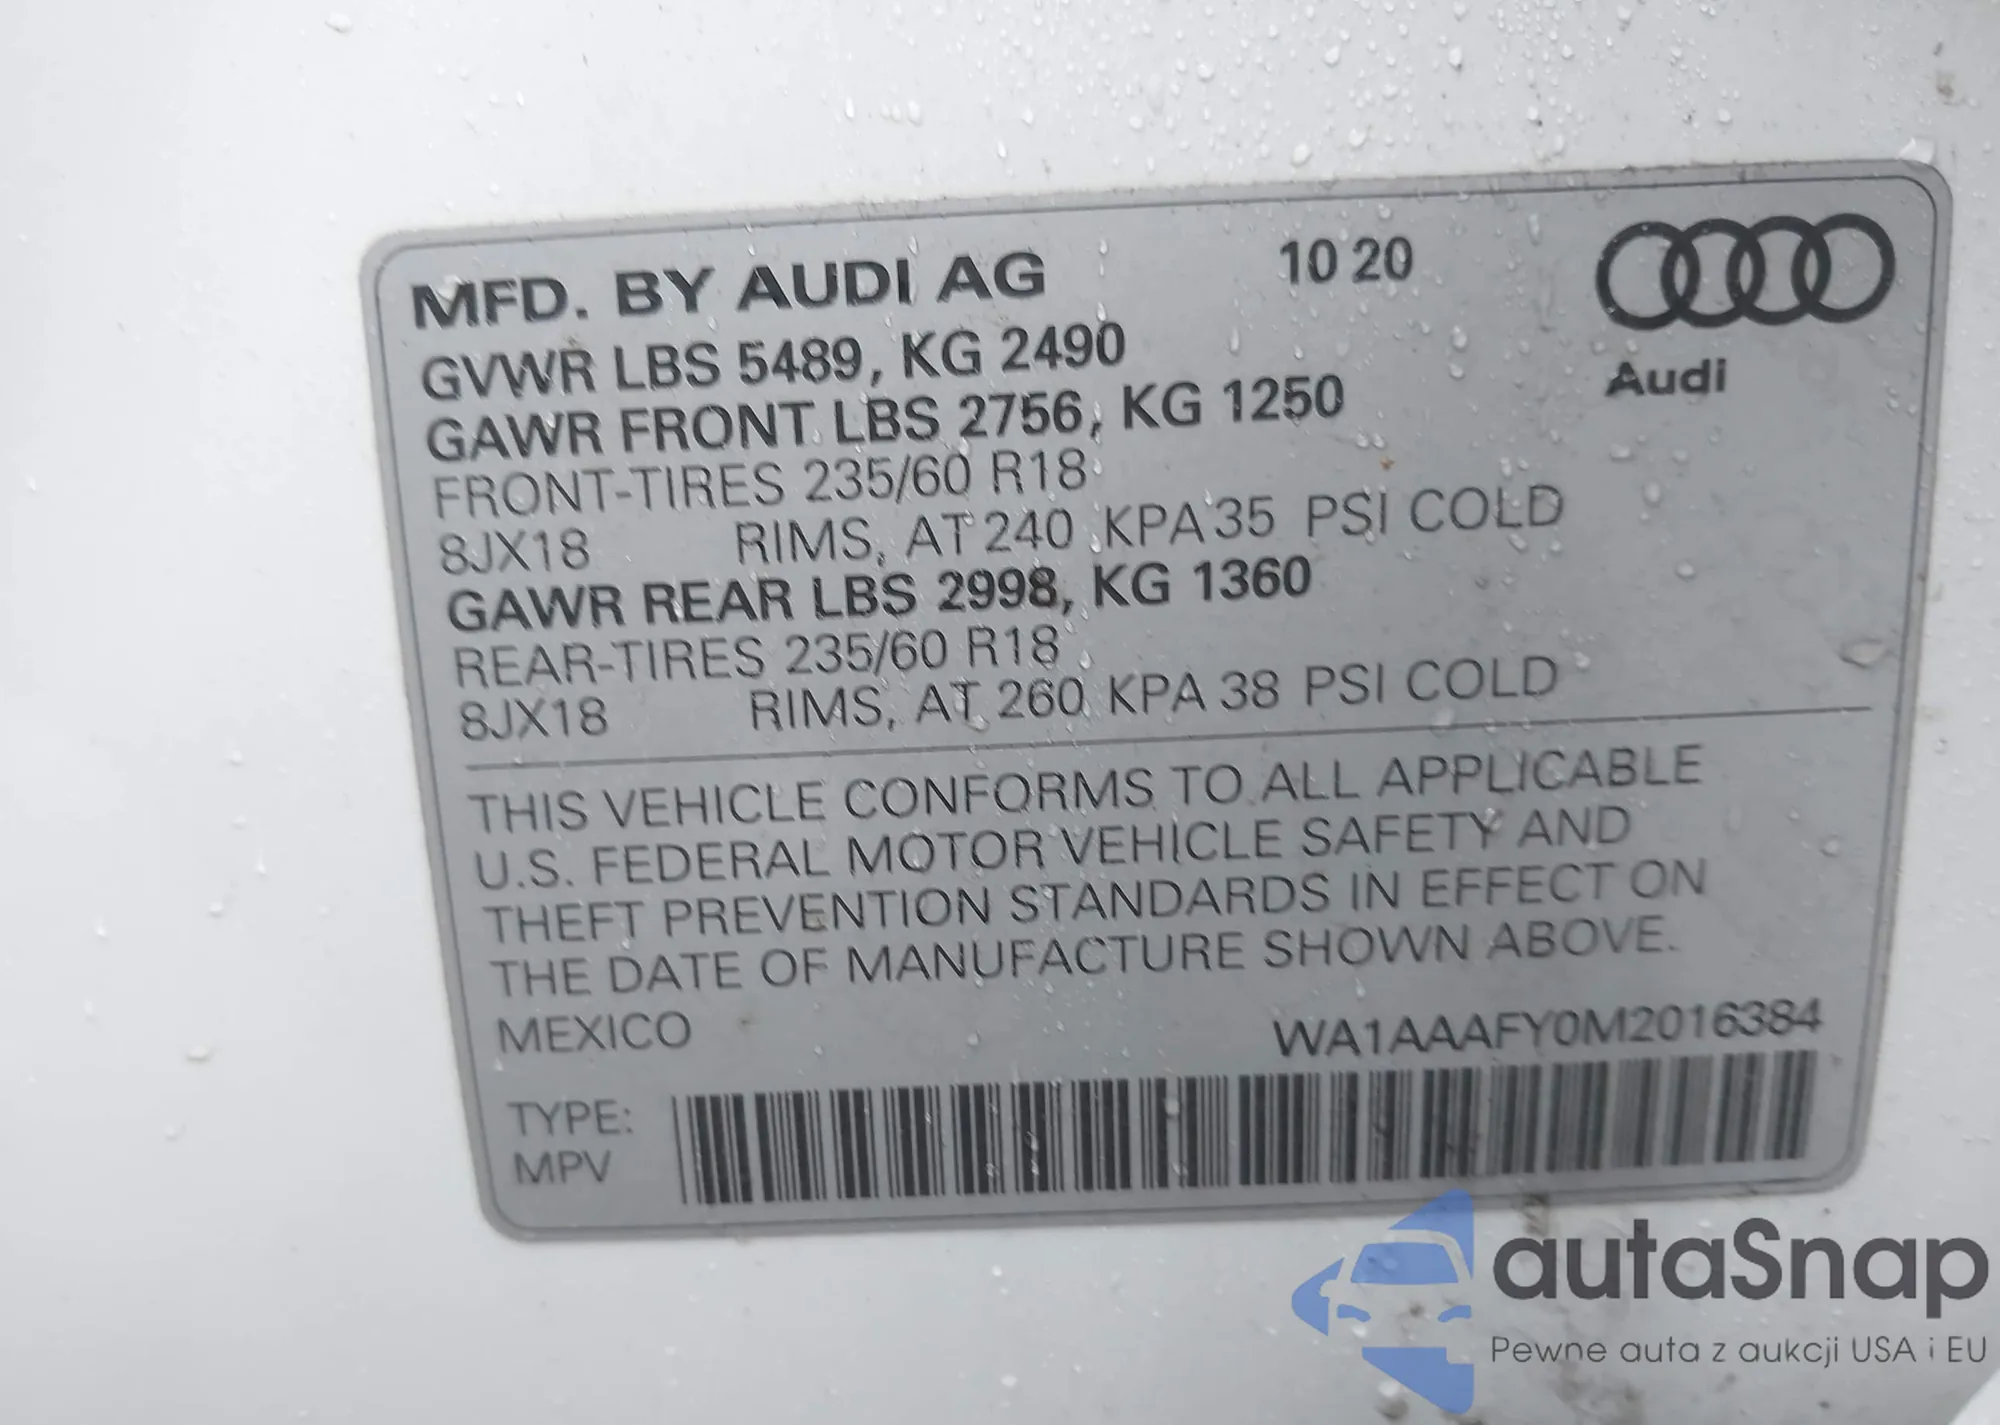 MFD. BY AUDI AG 10 20
Audi
GVWR LBS 5489, KG 2490
GAWR FRONT LBS 2756, KG 1250
FRONT-TIRES 235/60 R18
8JX18 RIMS, AT 240 KPA 35 PSI COLD
GAWR REAR LBS 2998, KG 1360
REAR-TIRES 235/60 R18
8JX18 RIMS, AT 260 KPA 38 PSI COLD
THIS VEHICLE CONFORMS TO ALL APPLICABLE
U.S. FEDERAL MOTOR VEHICLE SAFETY AND
THEFT PREVENTION STANDARDS IN EFFECT ON
THE DATE OF MANUFACTURE SHOWN ABOVE.
MEXICO WA1AAAFY0M2016384
TYPE:
MPV
autaSnap
Pewne auta z aukcji USA i EU